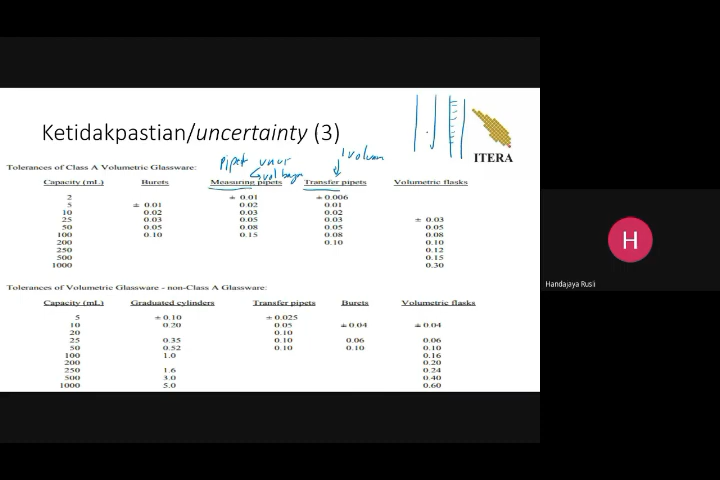 Ketidakpastian/uncertainty (3)
ITERA
pipet ukur
1 volum
Tolerances of Class A Volumetric Glassware:
Capacity (mL) Burets Measuring pipets Transfer pipets Volumetric flasks
2 ± 0.01 ± 0.006
5 ± 0.01 0.02 0.01
10 0.02 0.03 0.02
25 0.03 0.05 0.03 ± 0.03
50 0.05 0.08 0.05 0.05
100 0.10 0.15 0.08 0.08
200 0.10 0.10
250 0.12
500 0.15
1000 0.30
Tolerances of Volumetric Glassware - non-Class A Glassware:
Capacity (mL) Graduated cylinders Transfer pipets Burets Volumetric flasks
5 ± 0.10 ± 0.025
10 0.20 0.05 ± 0.04 ± 0.04
20 0.10
25 0.35 0.10 0.06 0.06
50 0.52 0.10 0.10 0.10
100 1.0 0.16
200 0.20
250 1.6 0.24
500 3.0 0.40
1000 5.0 0.60
H
Handajaya Rusli